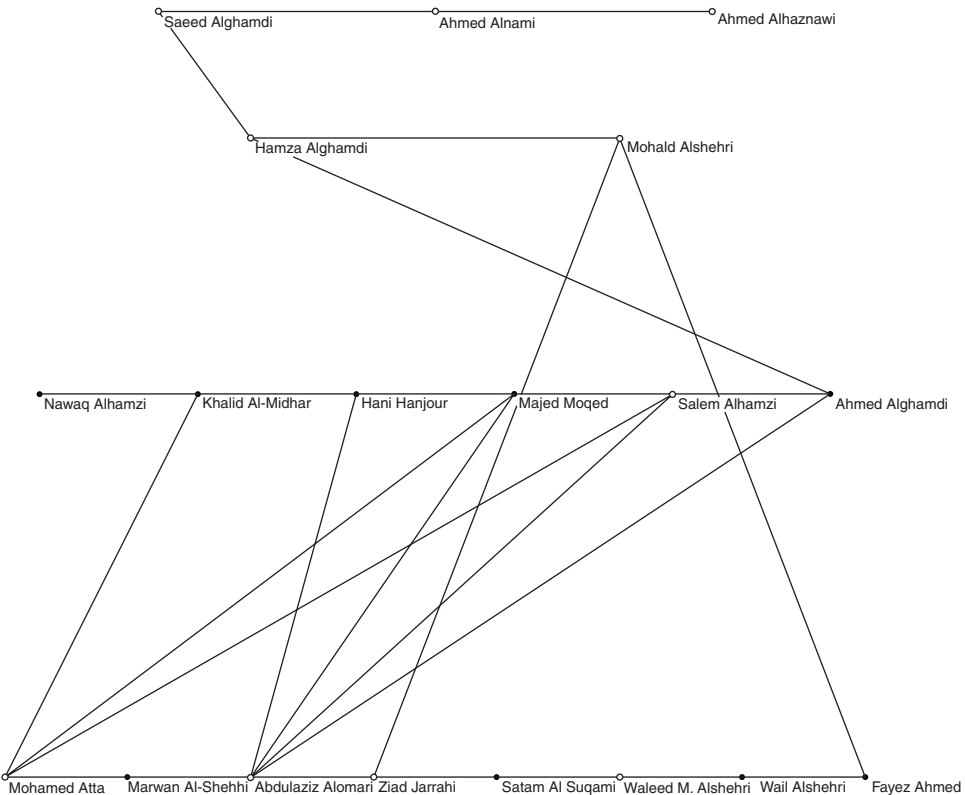 Saeed Alghamdi
Ahmed Alnami
Ahmed Alhaznawi
Hamza Alghamdi
Mohald Alshehri
Nawaq Alhamzi
Khalid Al-Midhar
Hani Hanjour
Majed Moqed
Salem Alhamzi
Ahmed Alghamdi
Mohamed Atta
Marwan Al-Shehhi
Abdulaziz Alomari
Ziad Jarrahi
Satam Al Suqami
Waleed M. Alshehri
Wail Alshehri
Fayez Ahmed